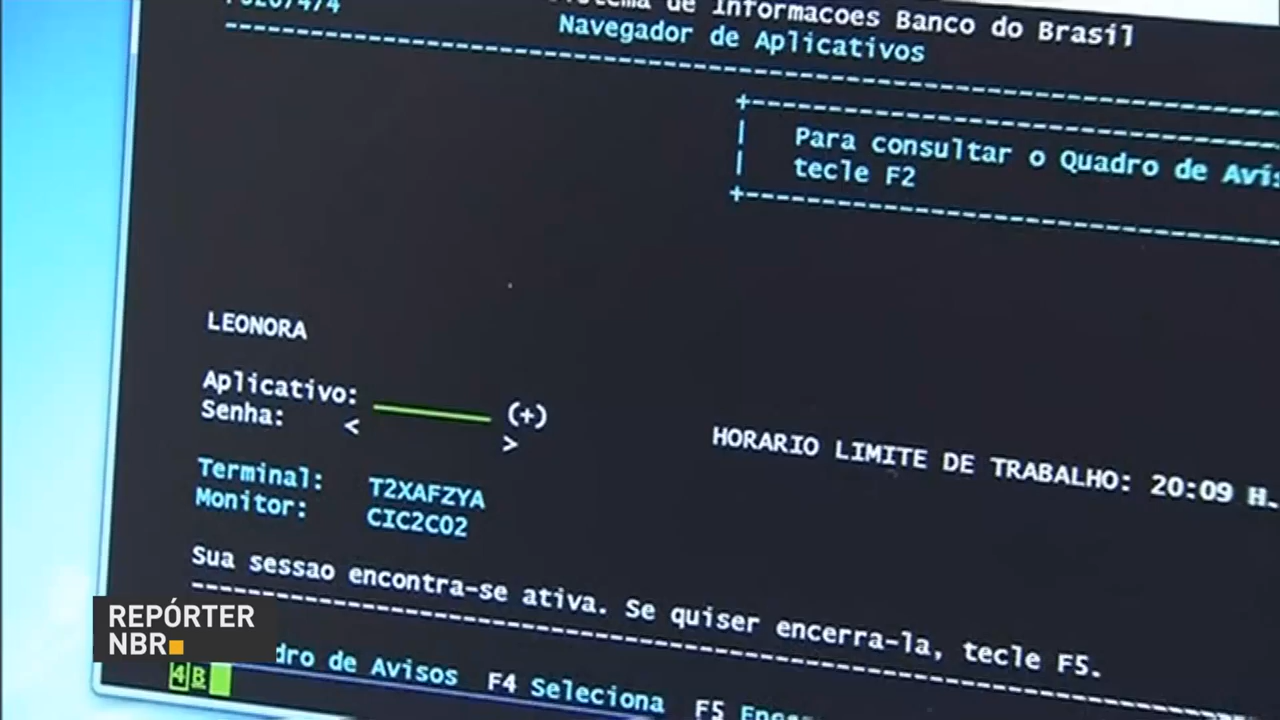 de Informacoes Banco do Brasil
Navegador de Aplicativos
Para consultar o Quadro de
tecle F2
LEONORA
Aplicativo: (+)
Senha: < >
HORARIO LIMITE DE TRABALHO: 20:09 H.
Terminal: T2XAFZYA
Monitor: CIC2C02
Sua sessao encontra-se ativa. Se quiser encerra-la, tecle F5.
de Avisos F4 Seleciona F5
REPÓRTER
NBR
4B